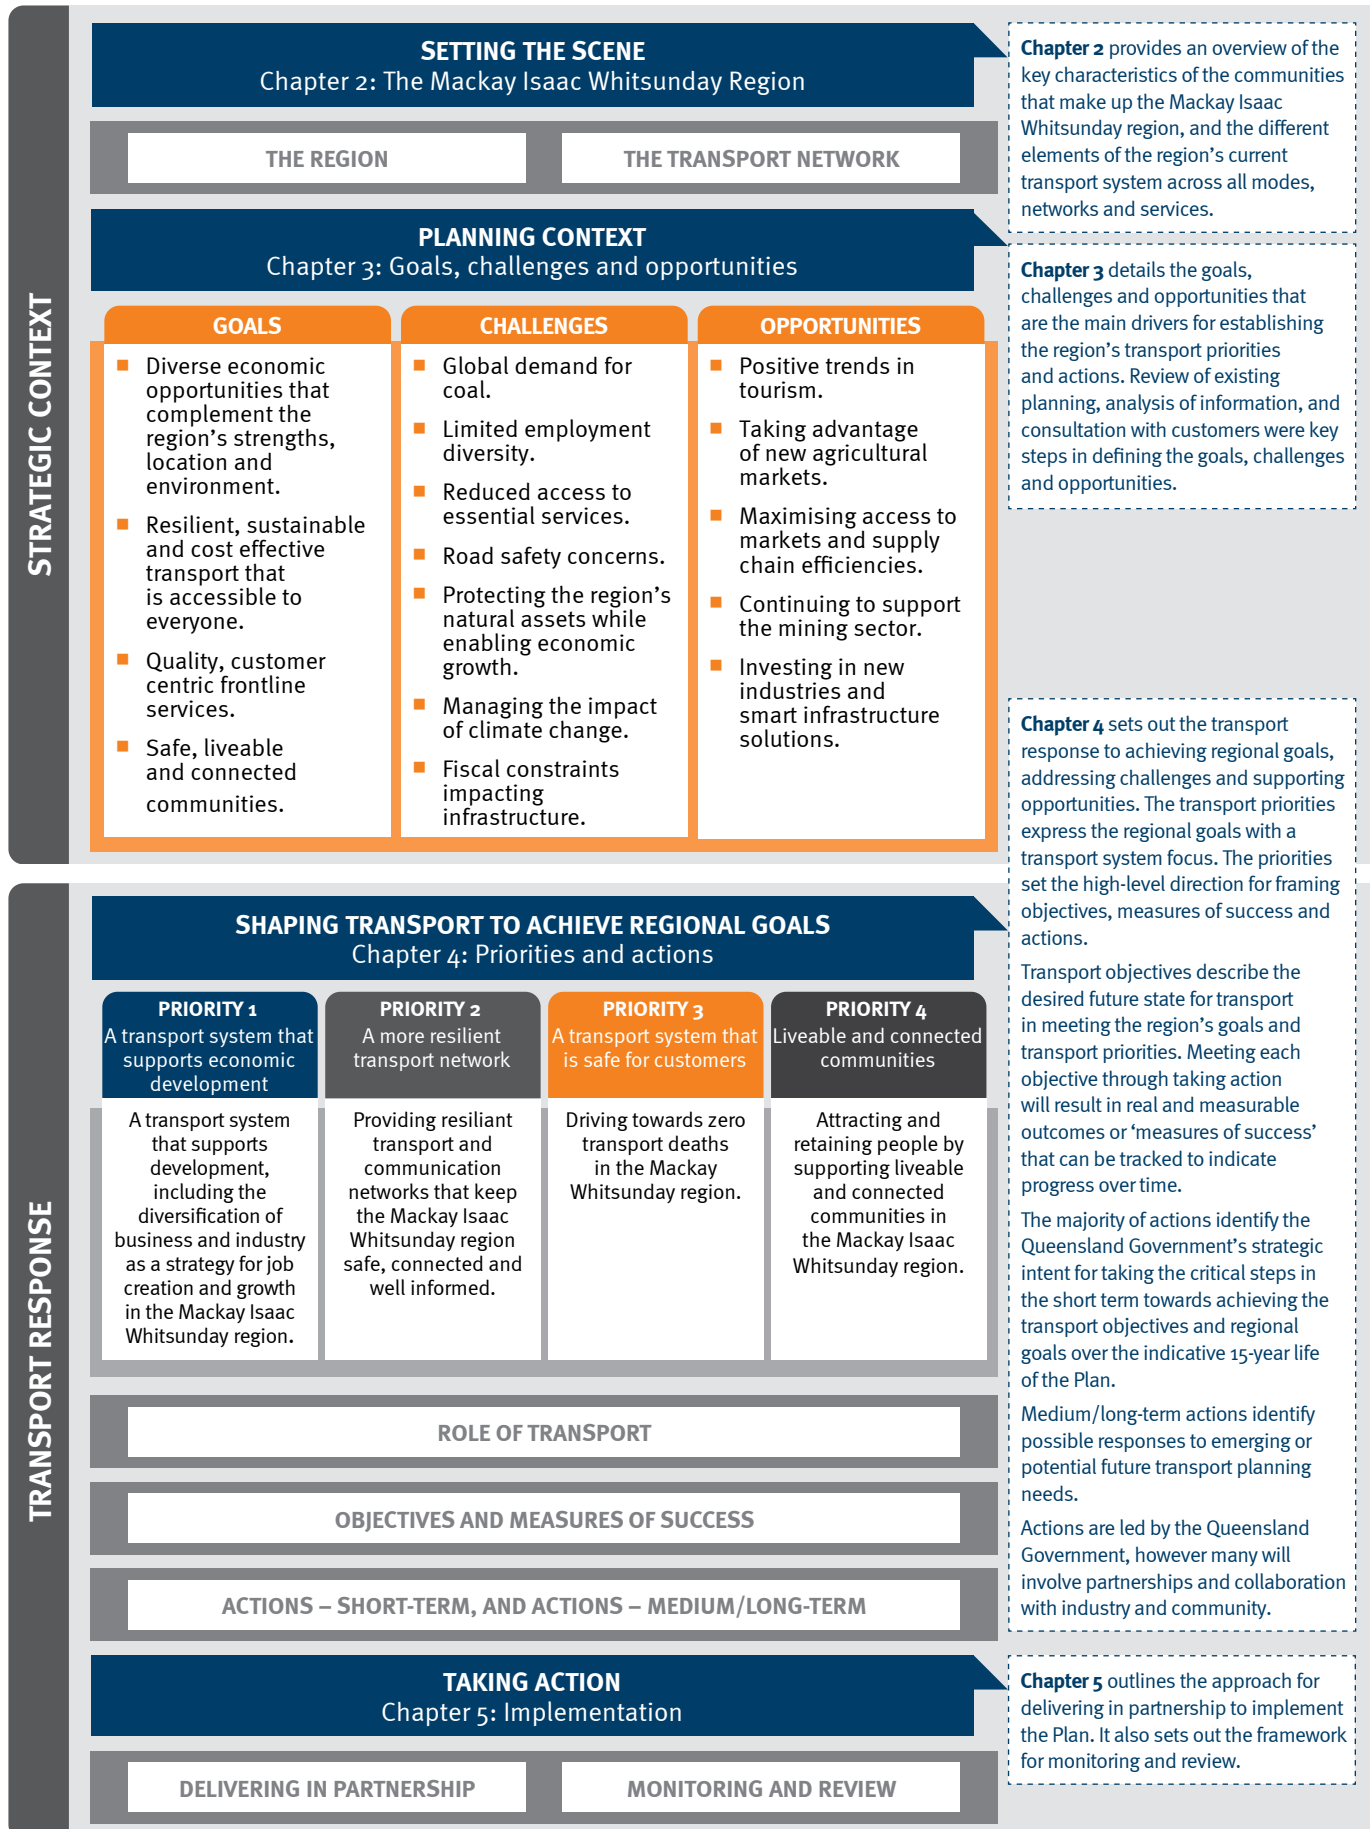 STRATEGIC CONTEXT
SETTING THE SCENE
Chapter 2: The Mackay Isaac Whitsunday Region
THE REGION
THE TRANSPORT NETWORK
Chapter 2 provides an overview of the
key characteristics of the communities
that make up the Mackay Isaac
Whitsunday region, and the different
elements of the region's current
transport system across all modes,
networks and services.
PLANNING CONTEXT
Chapter 3: Goals, challenges and opportunities
Chapter 3 details the goals,
challenges and opportunities that
are the main drivers for establishing
the region's transport priorities
and actions. Review of existing
planning, analysis of information, and
consultation with customers were key
steps in defining the goals, challenges
and opportunities.
GOALS
Diverse economic
opportunities that
complement the
region's strengths,
location and
environment.
Resilient, sustainable
and cost effective
transport that
is accessible to
everyone.
Quality, customer
centric frontline
services.
Safe, liveable
and connected
communities.
CHALLENGES
Global demand for
coal.
Limited employment
diversity.
Reduced access to
essential services.
Road safety concerns.
Protecting the region's
natural assets while
enabling economic
growth.
Managing the impact
of climate change.
Fiscal constraints
impacting
infrastructure.
OPPORTUNITIES
Positive trends in
tourism.
Taking advantage
of new agricultural
markets.
Maximising access to
markets and supply
chain efficiencies.
Continuing to support
the mining sector.
Investing in new
industries and
smart infrastructure
solutions.
TRANSPORT RESPONSE
SHAPING TRANSPORT TO ACHIEVE REGIONAL GOALS
Chapter 4: Priorities and actions
Chapter 4 sets out the transport
response to achieving regional goals,
addressing challenges and supporting
opportunities. The transport priorities
express the regional goals with a
transport system focus. The priorities
set the high-level direction for framing
objectives, measures of success and
actions.
Transport objectives describe the
desired future state for transport
in meeting the region's goals and
transport priorities. Meeting each
objective through taking action
will result in real and measurable
outcomes or 'measures of success'
that can be tracked to indicate
progress over time.
The majority of actions identify the
Queensland Government's strategic
intent for taking the critical steps in
the short term towards achieving the
transport objectives and regional
goals over the indicative 15-year life
of the Plan.
Medium/long-term actions identify
possible responses to emerging or
potential future transport planning
needs.
Actions are led by the Queensland
Government, however many will
involve partnerships and collaboration
with industry and community.
PRIORITY 1
A transport system that
supports economic
development
A transport system
that supports
development,
including the
diversification of
business and industry
as a strategy for job
creation and growth
in the Mackay Isaac
Whitsunday region.
PRIORITY 2
A more resilient
transport network
Providing resiliant
transport and
communication
networks that keep
the Mackay Isaac
Whitsunday region
safe, connected and
well informed.
PRIORITY 3
A transport system that
is safe for customers
Driving towards zero
transport deaths
in the Mackay
Whitsunday region.
PRIORITY 4
Liveable and connected
communities
Attracting and
retaining people by
supporting liveable
and connected
communities in
the Mackay Isaac
Whitsunday region.
ROLE OF TRANSPORT
OBJECTIVES AND MEASURES OF SUCCESS
ACTIONS – SHORT-TERM, AND ACTIONS – MEDIUM/LONG-TERM
TAKING ACTION
Chapter 5: Implementation
DELIVERING IN PARTNERSHIP
MONITORING AND REVIEW
Chapter 5 outlines the approach for
delivering in partnership to implement
the Plan. It also sets out the framework
for monitoring and review.